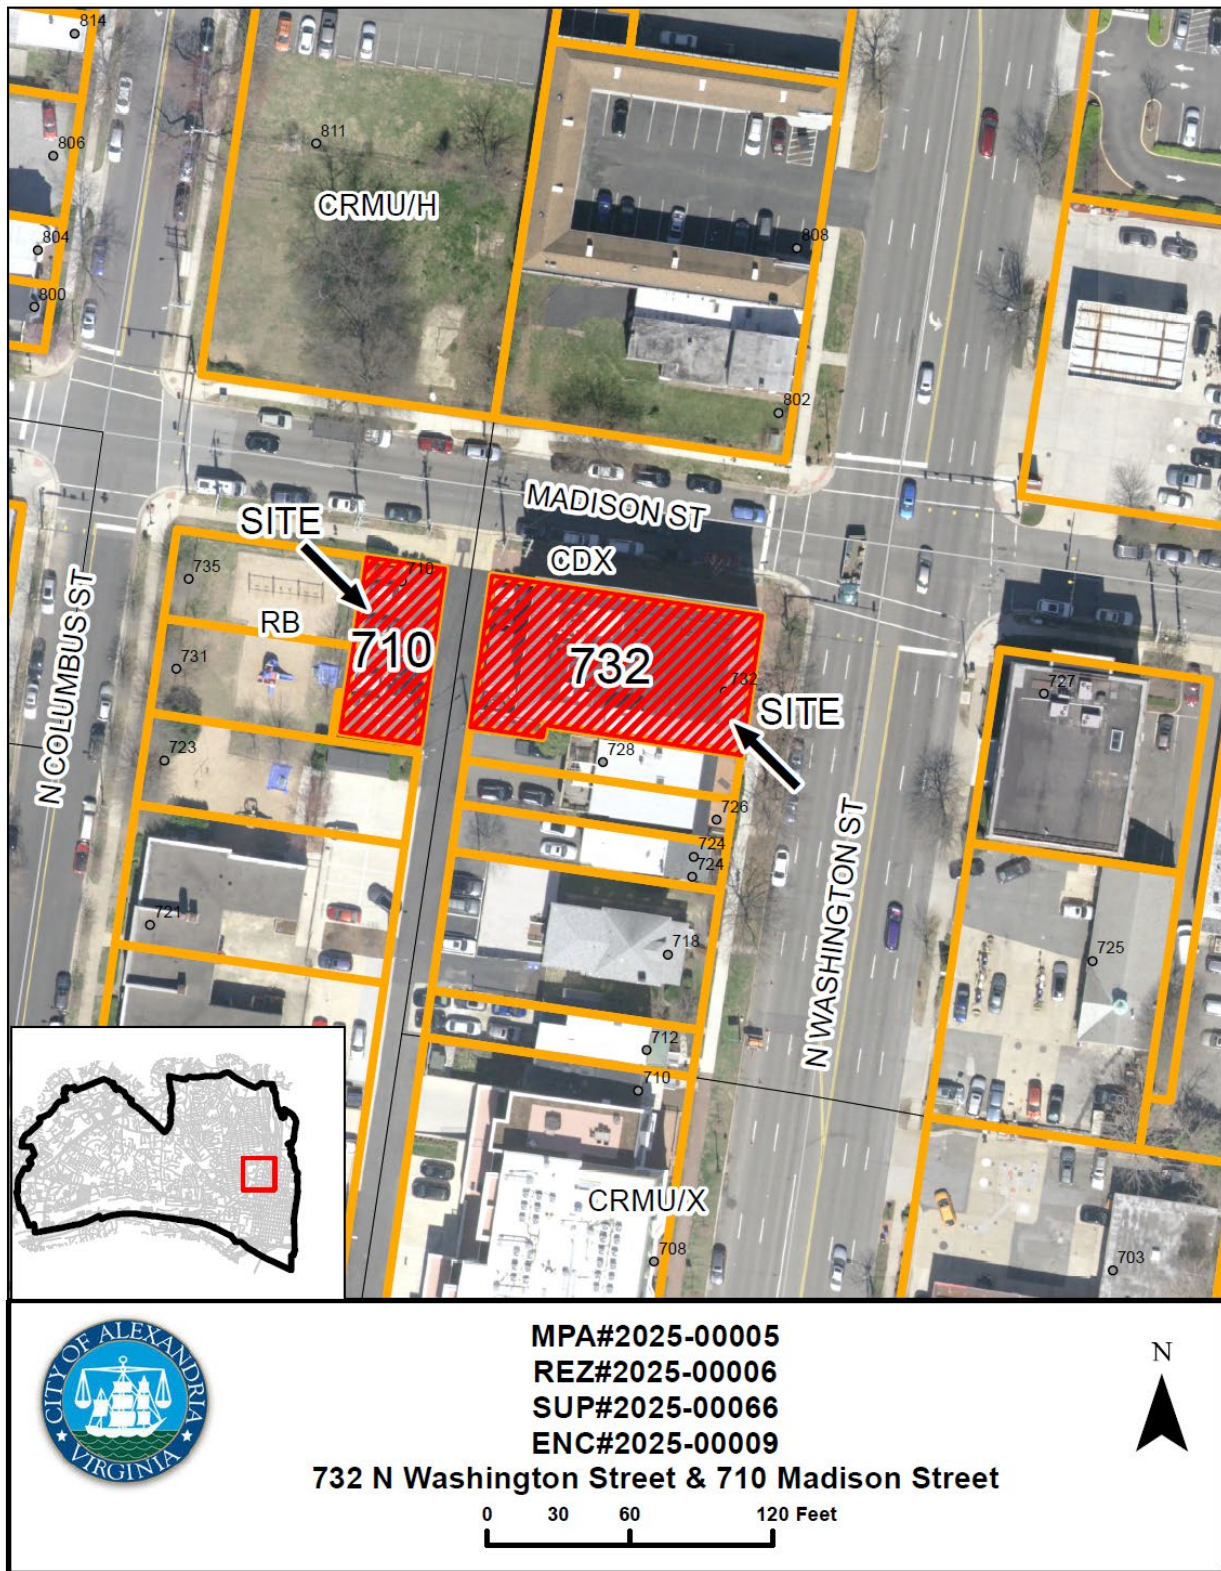 814
806
804
800
811
CRMU/H
808
802
MADISON ST
CDX
SITE
735
710
RB
710
732
732
SITE
731
723
728
726
724
724
727
N COLUMBUS ST
N WASHINGTON ST
721
718
725
712
710
CRMU/X
708
703
CITY OF ALEXANDRIA
VIRGINIA
MPA#2025-00005
REZ#2025-00006
SUP#2025-00066
ENC#2025-00009
732 N Washington Street & 710 Madison Street
0 30 60 120 Feet
N